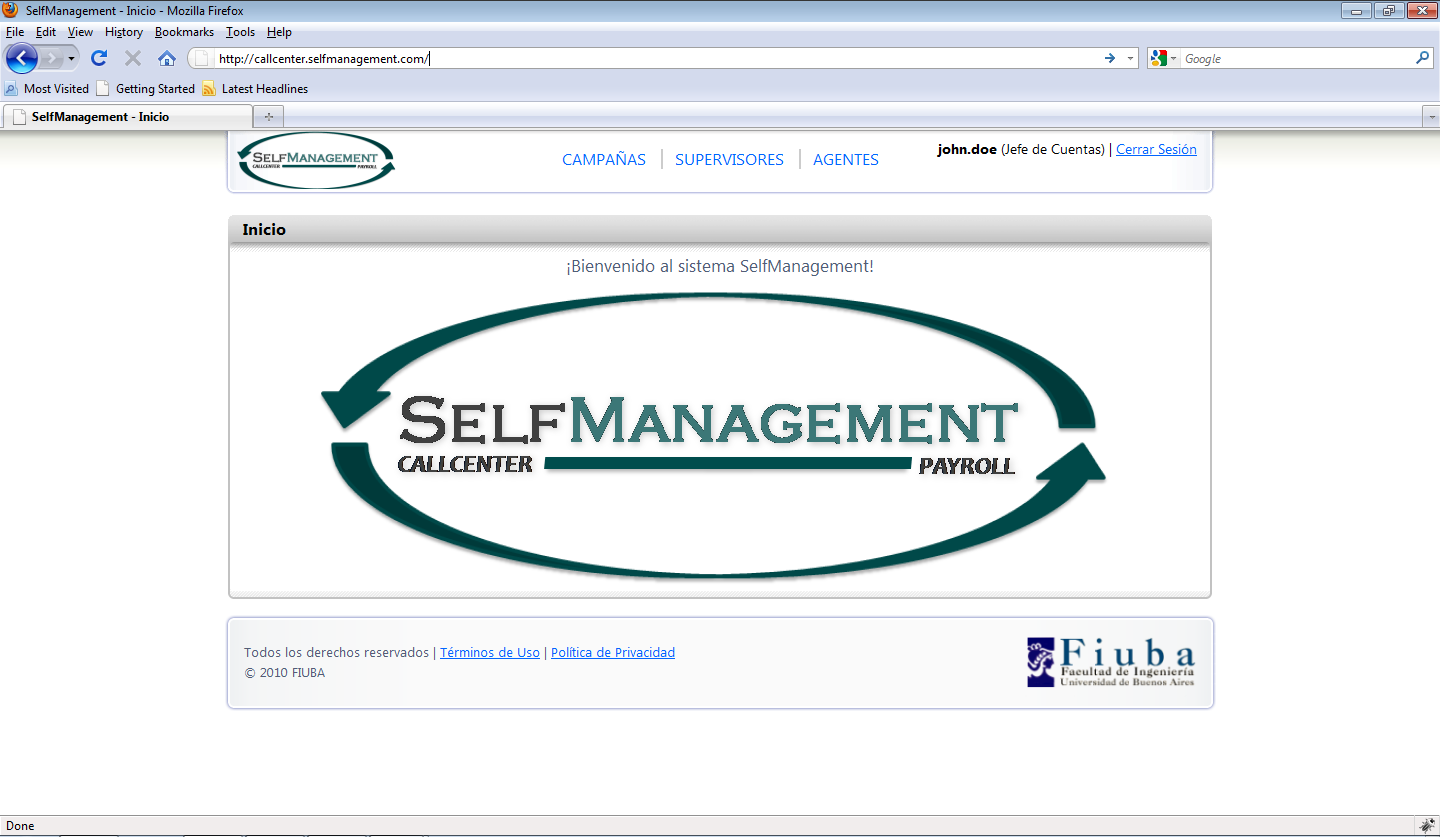 SelfManagement - Inicio - Mozilla Firefox
File Edit View History Bookmarks Tools Help
http://callcenter.selfmanagement.com/
Google
Most Visited Getting Started Latest Headlines
SelfManagement - Inicio
SELFMANAGEMENT
CALLCENTER PAYROLL
CAMPAÑAS SUPERVISORES AGENTES
john.doe (Jefe de Cuentas) | Cerrar Sesión
Inicio
¡Bienvenido al sistema SelfManagement!
SELFMANAGEMENT
CALLCENTER PAYROLL
Todos los derechos reservados | Términos de Uso | Política de Privacidad
© 2010 FIUBA
Fiuba
Facultad de Ingeniería
Universidad de Buenos Aires
Done